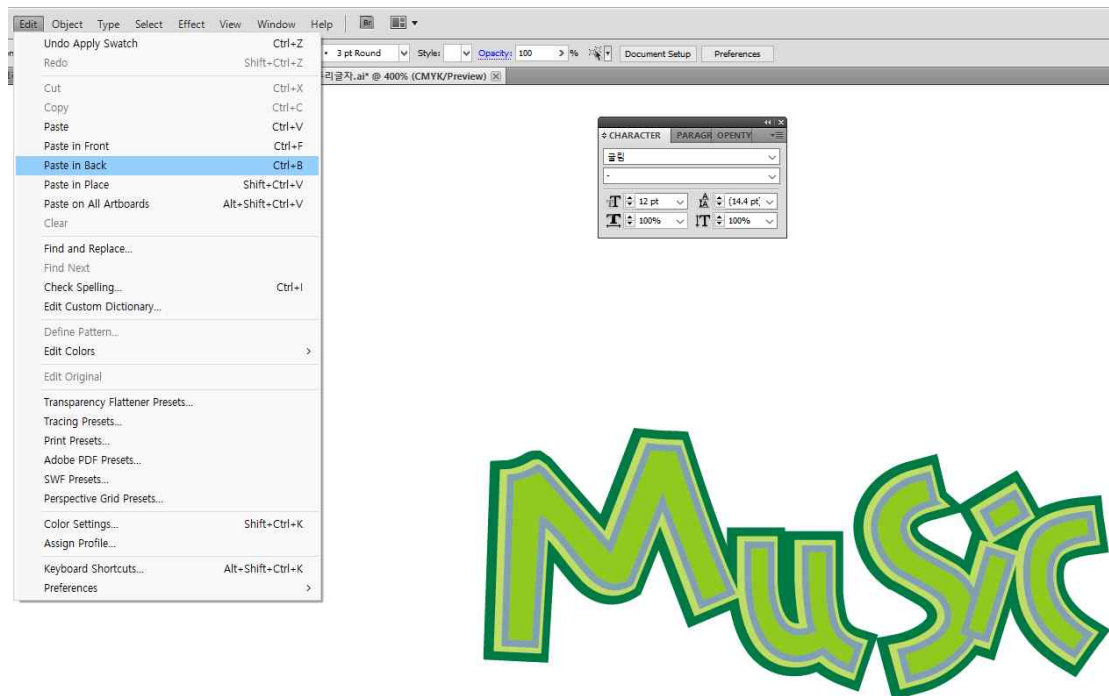 Edit Object Type Select Effect View Window Help Br
3 pt Round Style: Opacity: 100 % Document Setup Preferences
리글자.ai* @ 400% (CMYK/Preview)
Undo Apply Swatch Ctrl+Z
Redo Shift+Ctrl+Z
Cut Ctrl+X
Copy Ctrl+C
Paste Ctrl+V
Paste in Front Ctrl+F
Paste in Back Ctrl+B
Paste in Place Shift+Ctrl+V
Paste on All Artboards Alt+Shift+Ctrl+V
Clear
Find and Replace...
Find Next
Check Spelling... Ctrl+I
Edit Custom Dictionary...
Define Pattern...
Edit Colors
Edit Original
Transparency Flattener Presets...
Tracing Presets...
Print Presets...
Adobe PDF Presets...
SWF Presets...
Perspective Grid Presets...
Color Settings... Shift+Ctrl+K
Assign Profile...
Keyboard Shortcuts... Alt+Shift+Ctrl+K
Preferences
CHARACTER PARAGR OPENTY
굴림
-
12 pt (14.4 pt)
100% 100%
Music